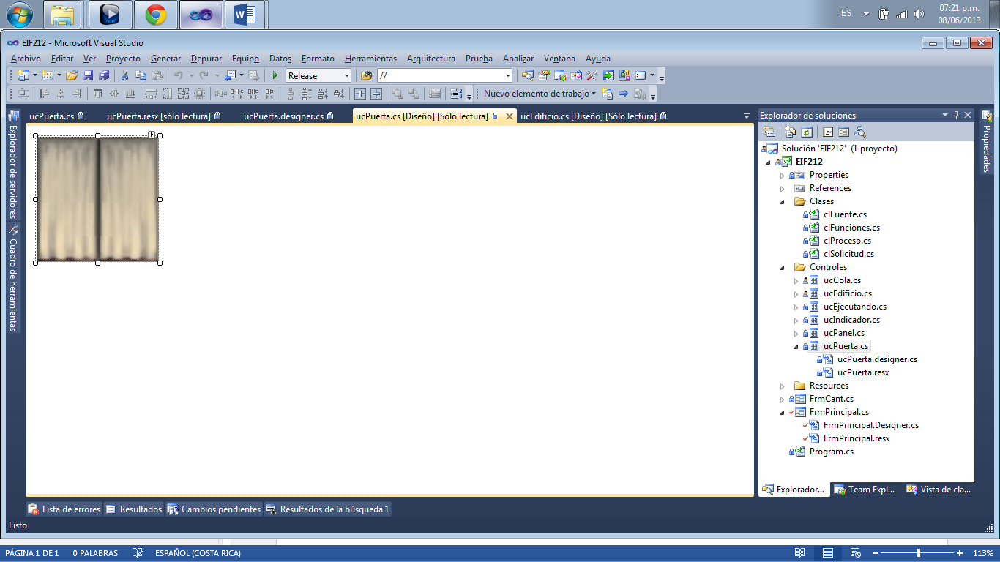 ES
07:21 p.m.
08/06/2013
EIF212 - Microsoft Visual Studio
Archivo Editar Ver Proyecto Generar Depurar Equipo Datos Formato Herramientas Arquitectura Prueba Analizar Ventana Ayuda
Release //
Nuevo elemento de trabajo
ucPuerta.cs ucPuerta.resx [sólo lectura] ucPuerta.designer.cs ucPuerta.cs [Diseño] [Sólo lectura] ucEdificio.cs [Diseño] [Sólo lectura]
Explorador de servidores
Cuadro de herramientas
Explorador de soluciones
Solución 'EIF212' (1 proyecto)
EIF212
Properties
References
Clases
clFuente.cs
clFunciones.cs
clProceso.cs
clSolicitud.cs
Controles
ucCola.cs
ucEdificio.cs
ucEjecutando.cs
ucIndicador.cs
ucPanel.cs
ucPuerta.cs
ucPuerta.designer.cs
ucPuerta.resx
Resources
FrmCant.cs
FrmPrincipal.cs
FrmPrincipal.Designer.cs
FrmPrincipal.resx
Program.cs
Explorador... Team Expl... Vista de cla...
Propiedades
Lista de errores Resultados Cambios pendientes Resultados de la búsqueda 1
Listo
PÁGINA 1 DE 1 0 PALABRAS ESPAÑOL (COSTA RICA) 113%